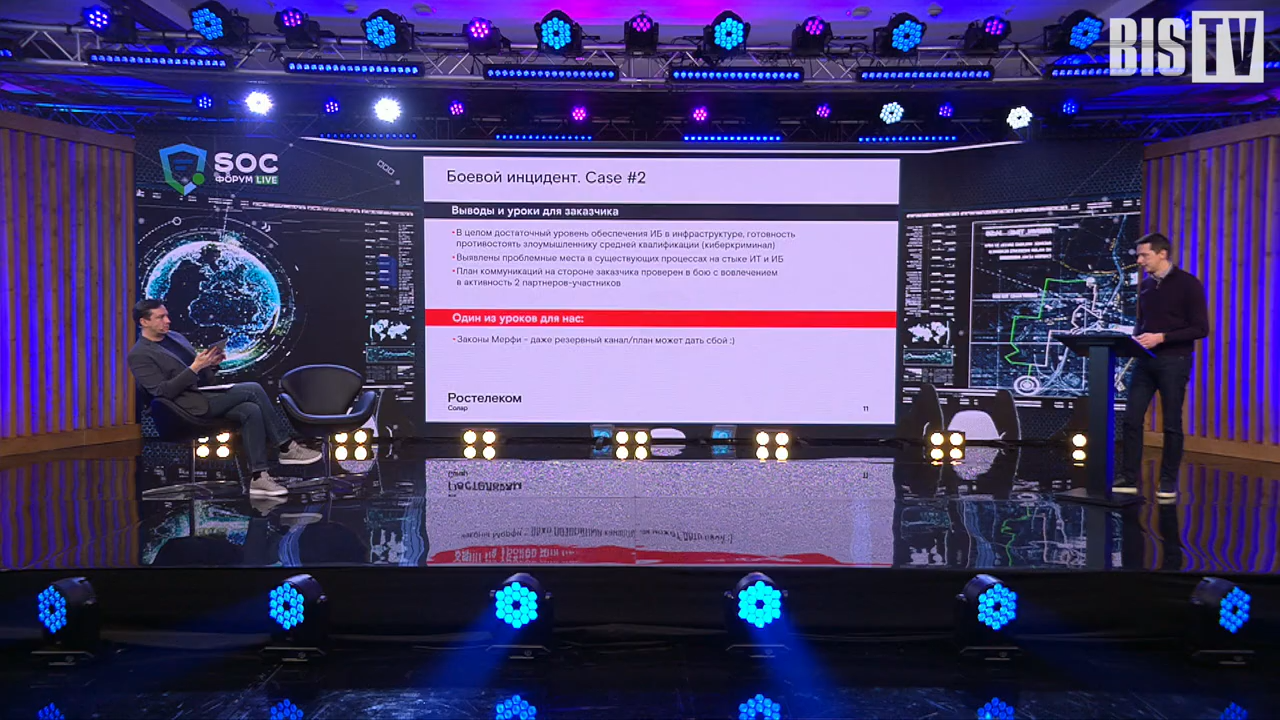 BIS TV
SOC
ФОРУМ LIVE
Боевой инцидент. Case #2
Выводы и уроки для заказчика
- В целом достаточный уровень обеспечения ИБ в инфраструктуре, готовность
противостоять злоумышленнику средней квалификации (киберкриминал)
- Выявлены проблемные места в существующих процессах на стыке ИТ и ИБ
- План коммуникаций на стороне заказчика проверен в бою с вовлечением
в активность 2 партнеров-участников
Один из уроков для нас:
- Законы Мерфи – даже резервный канал/план может дать сбой :)
Ростелеком
Солар
11